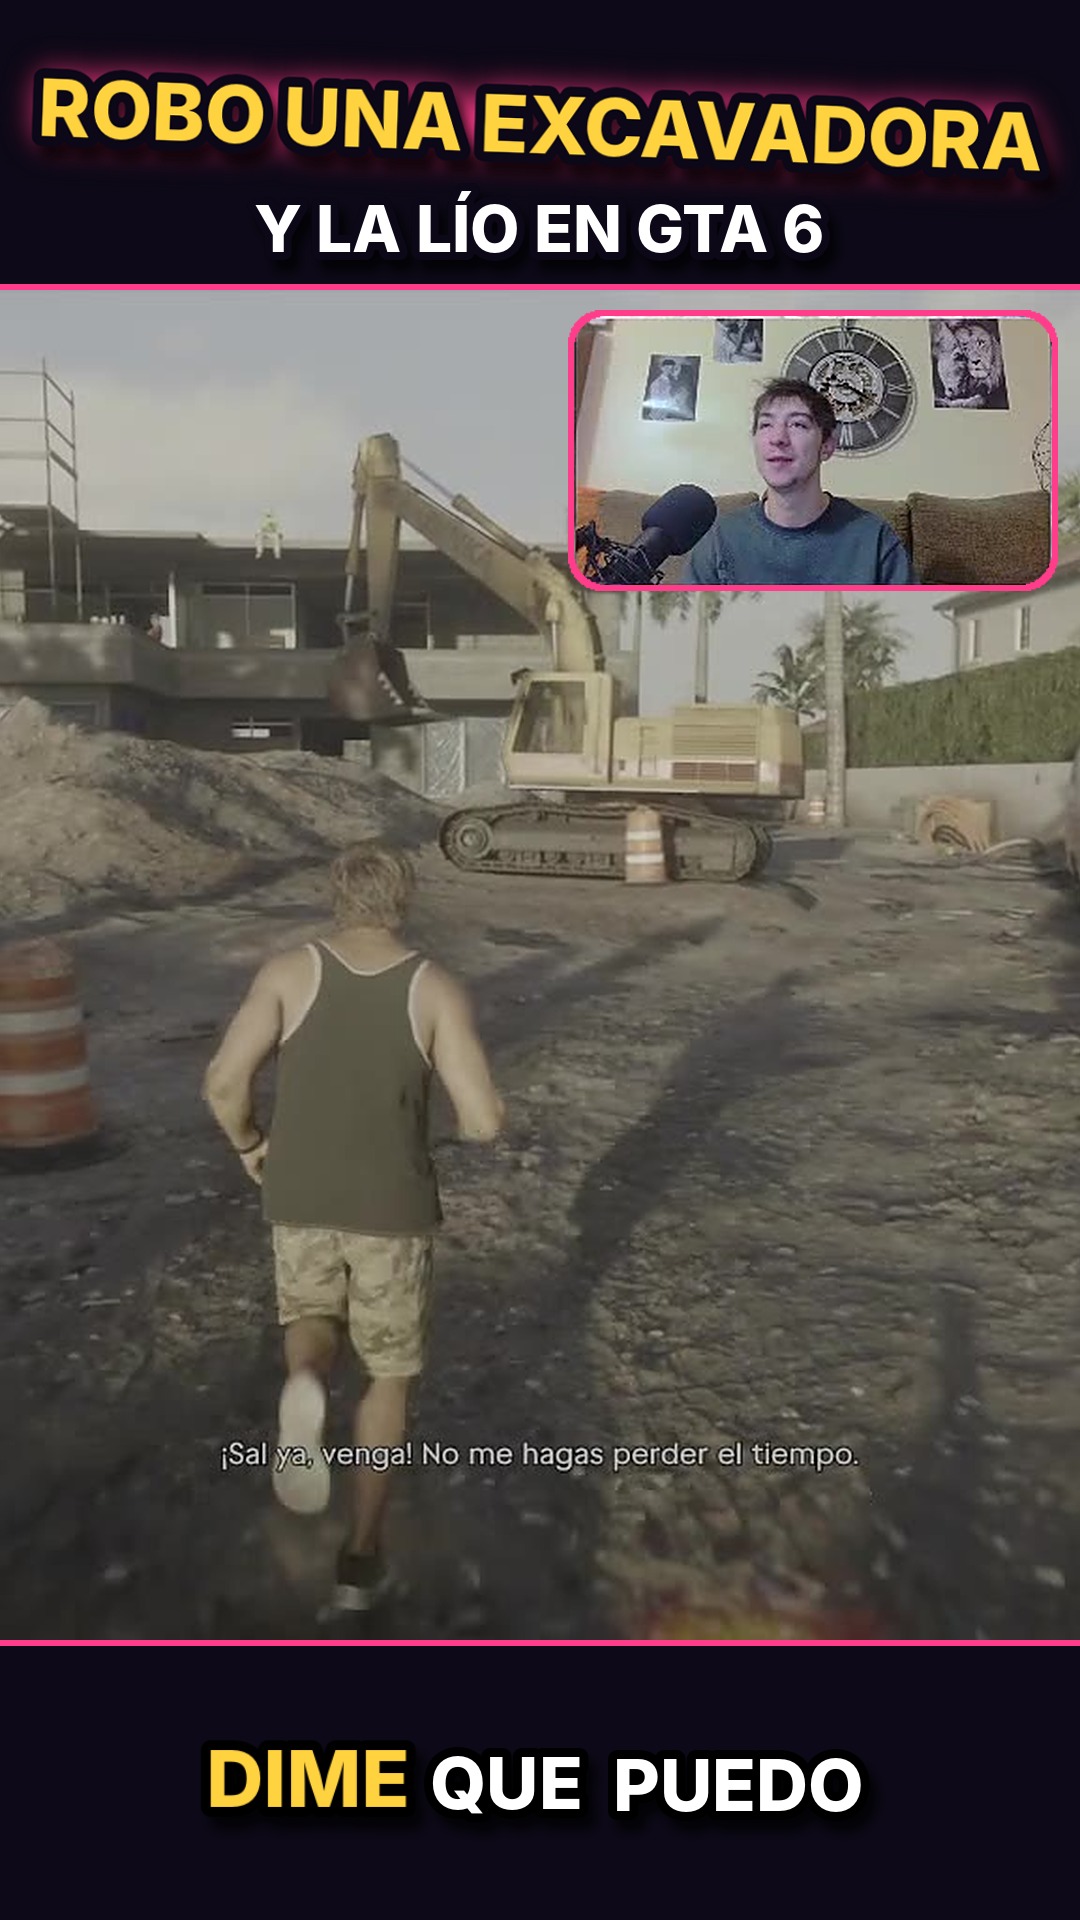 ROBO UNA EXCAVADORA
Y LA LÍO EN GTA 6
¡Sal ya, venga! No me hagas perder el tiempo.
DIME QUE PUEDO